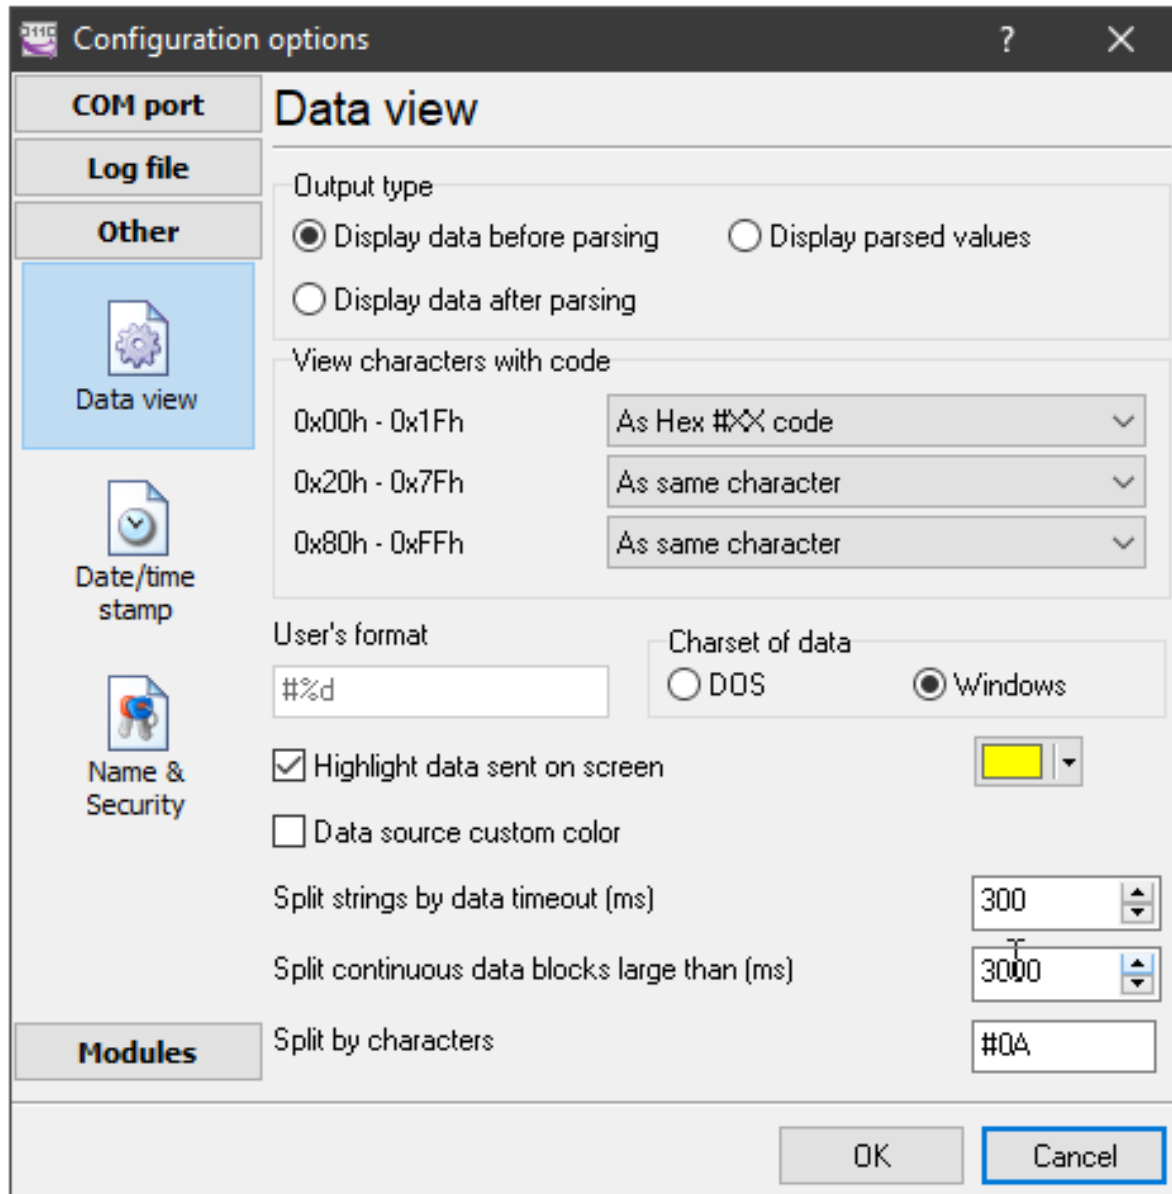 Configuration options
COM port
Log file
Other
Data view
Date/time
stamp
Name &
Security
Modules
Data view
Output type
Display data before parsing
Display parsed values
Display data after parsing
View characters with code
0x00h - 0x1Fh
As Hex #XX code
0x20h - 0x7Fh
As same character
0x80h - 0xFFh
As same character
User's format
#%d
Charset of data
DOS
Windows
Highlight data sent on screen
Data source custom color
Split strings by data timeout (ms)
300
Split continuous data blocks large than (ms)
3000
Split by characters
#0A
OK
Cancel